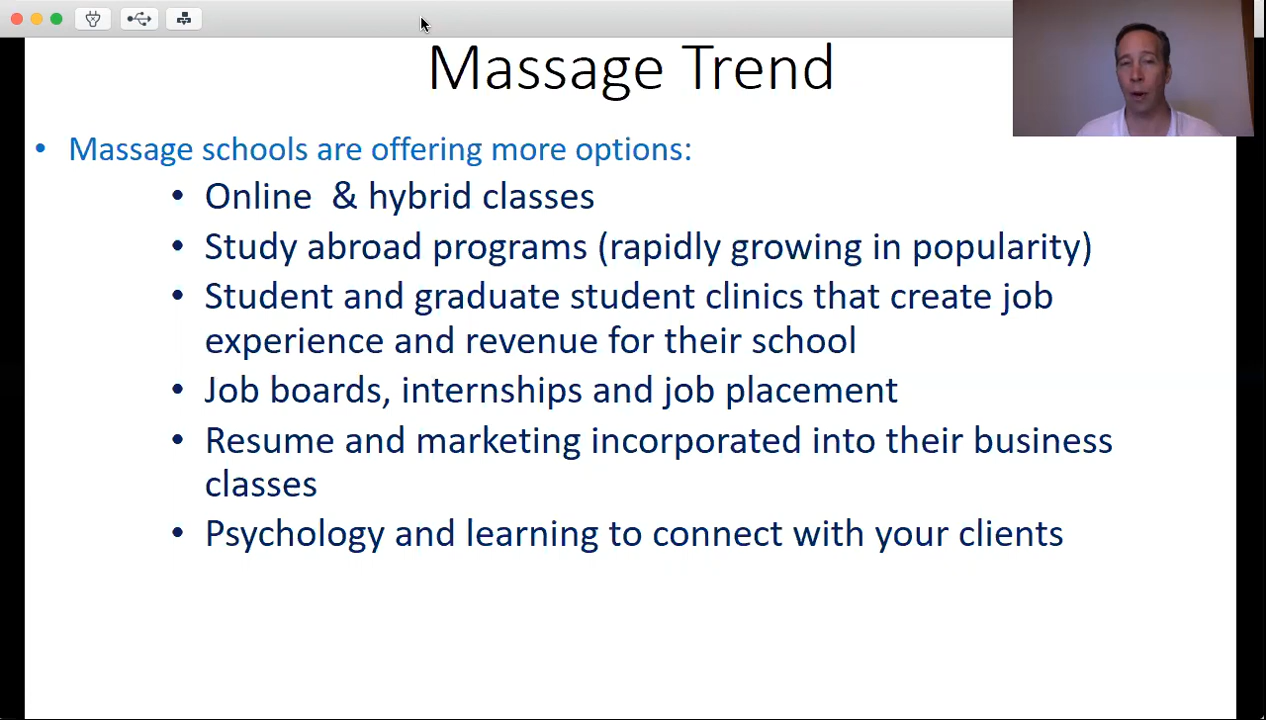 Massage Trend
• Massage schools are offering more options:
• Online & hybrid classes
• Study abroad programs (rapidly growing in popularity)
• Student and graduate student clinics that create job
experience and revenue for their school
• Job boards, internships and job placement
• Resume and marketing incorporated into their business
classes
• Psychology and learning to connect with your clients